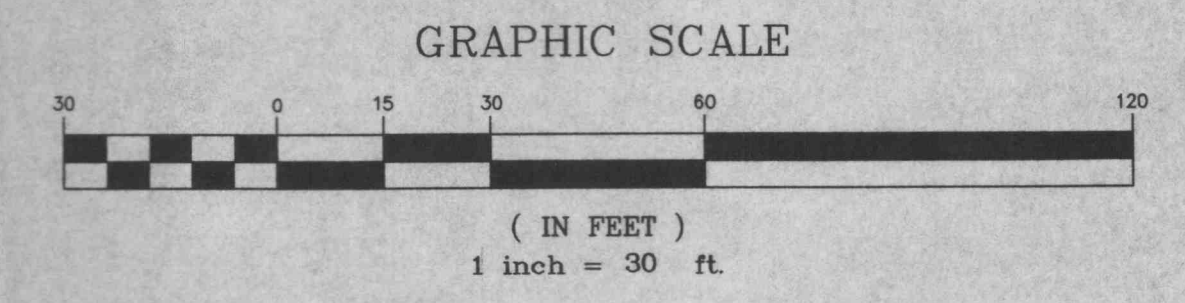 GRAPHIC SCALE
30 0 15 30 60 120
( IN FEET )
1 inch = 30 ft.